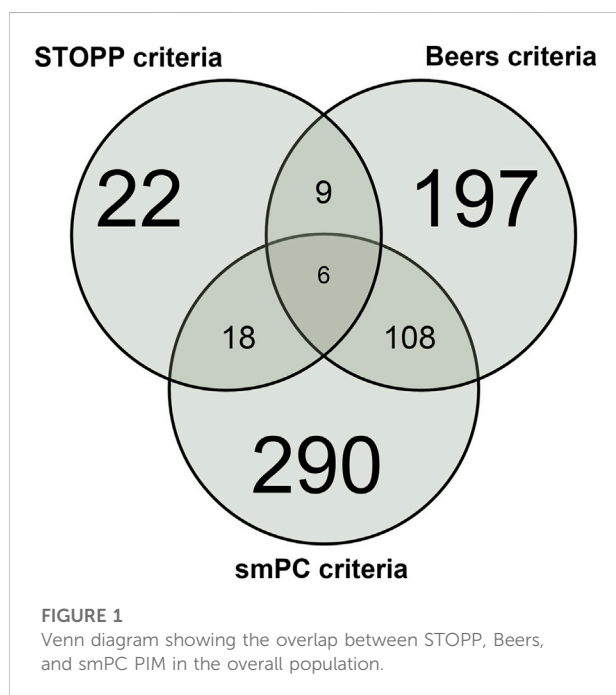 STOPP criteria
Beers criteria
22
9
197
6
18
108
290
smPC criteria
FIGURE 1
Venn diagram showing the overlap between STOPP, Beers,
and smPC PIM in the overall population.